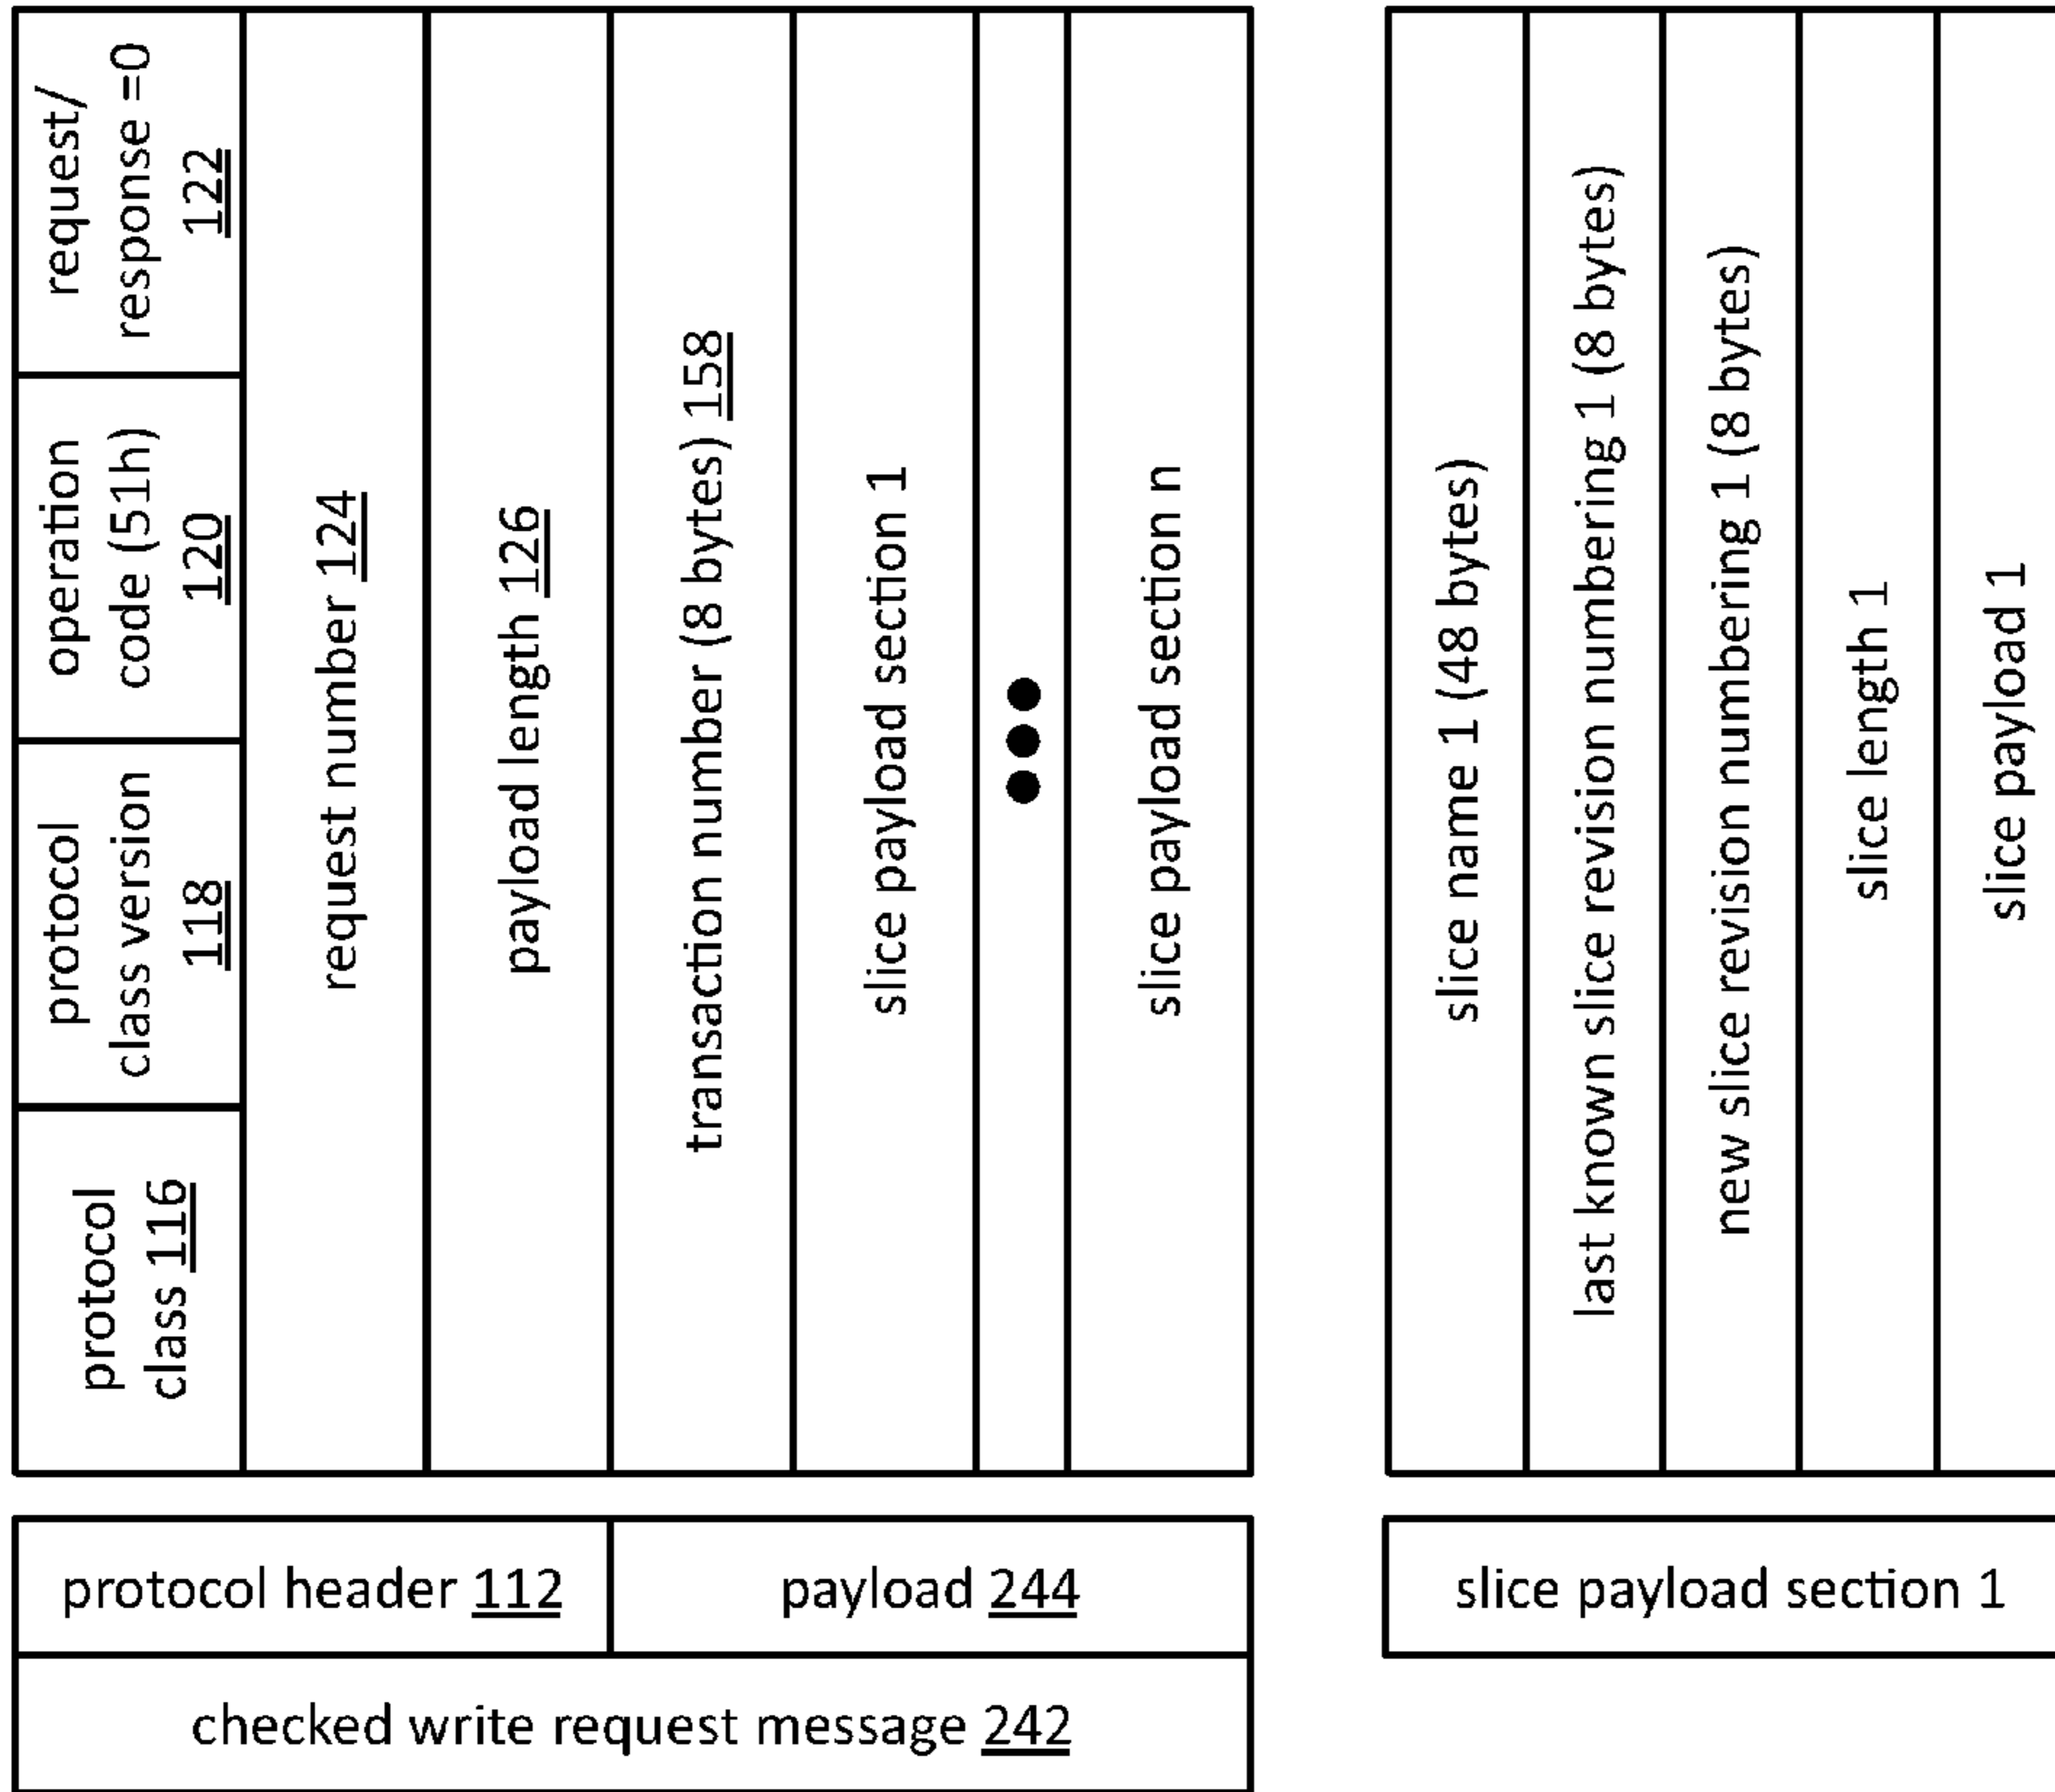 protocol
class 116
protocol
class version
118
operation
code (51h)
120
request/
response =0
122
request number 124
payload length 126
transaction number (8 bytes) 158
slice payload section 1
slice payload section n
protocol header 112
payload 244
checked write request message 242
slice name 1 (48 bytes)
last known slice revision numbering 1 (8 bytes)
new slice revision numbering 1 (8 bytes)
slice length 1
slice payload 1
slice payload section 1